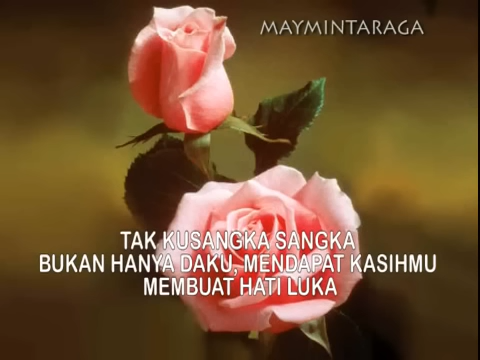 MAYMINTARAGA
TAK KUSANGKA SANGKA
BUKAN HANYA DAKU, MENDAPAT KASIHMU
MEMBUAT HATI LUKA